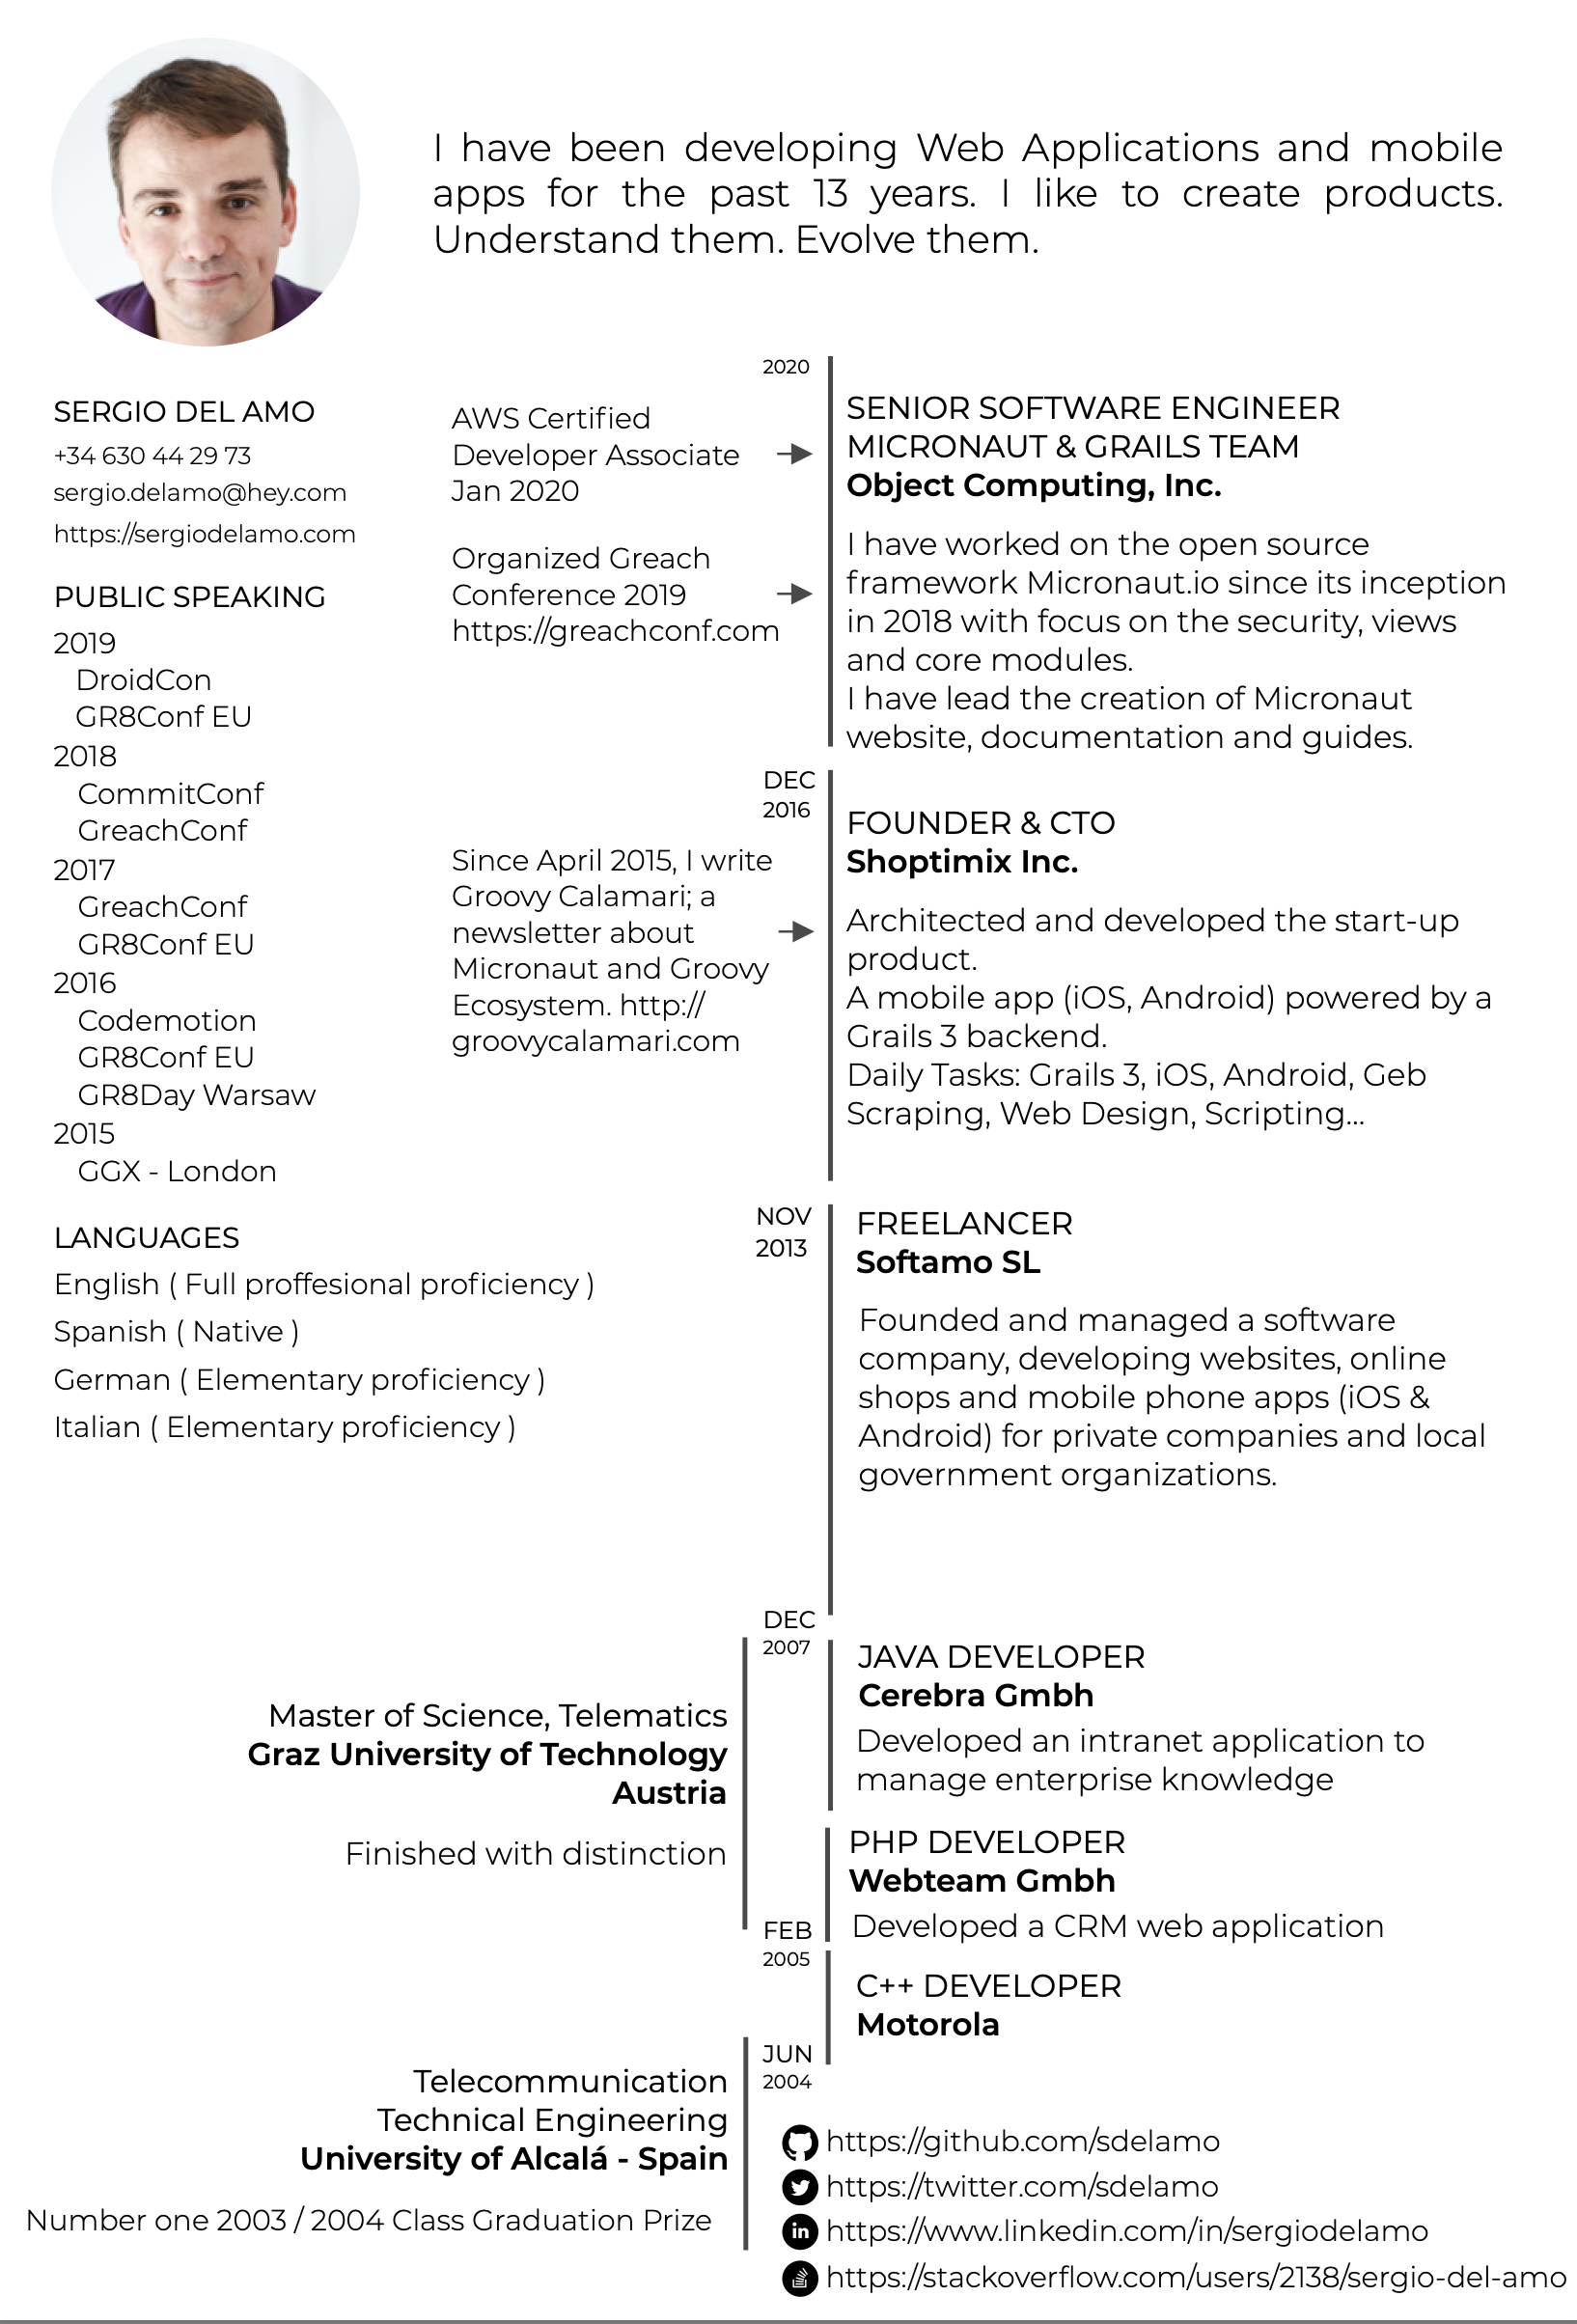 I have been developing Web Applications and mobile
apps for the past 13 years. I like to create products.
Understand them. Evolve them.
SERGIO DEL AMO
+34 630 44 29 73
sergio.delamo@hey.com
https://sergiodelamo.com
PUBLIC SPEAKING
2019
DroidCon
GR8Conf EU
2018
CommitConf
GreachConf
2017
GreachConf
GR8Conf EU
2016
Codemotion
GR8Conf EU
GR8Day Warsaw
2015
GGX - London
LANGUAGES
English ( Full proffesional proficiency )
Spanish ( Native )
German ( Elementary proficiency )
Italian ( Elementary proficiency )
AWS Certified
Developer Associate
Jan 2020
Organized Greach
Conference 2019
https://greachconf.com
Since April 2015, I write
Groovy Calamari; a
newsletter about
Micronaut and Groovy
Ecosystem. http://
groovycalamari.com
2020
SENIOR SOFTWARE ENGINEER
MICRONAUT & GRAILS TEAM
Object Computing, Inc.
I have worked on the open source
framework Micronaut.io since its inception
in 2018 with focus on the security, views
and core modules.
I have lead the creation of Micronaut
website, documentation and guides.
DEC
2016
FOUNDER & CTO
Shoptimix Inc.
Architected and developed the start-up
product.
A mobile app (iOS, Android) powered by a
Grails 3 backend.
Daily Tasks: Grails 3, iOS, Android, Geb
Scraping, Web Design, Scripting...
NOV
2013
FREELANCER
Softamo SL
Founded and managed a software
company, developing websites, online
shops and mobile phone apps (iOS &
Android) for private companies and local
government organizations.
DEC
2007
JAVA DEVELOPER
Cerebra Gmbh
Developed an intranet application to
manage enterprise knowledge
Master of Science, Telematics
Graz University of Technology
Austria
Finished with distinction
PHP DEVELOPER
Webteam Gmbh
Developed a CRM web application
FEB
2005
C++ DEVELOPER
Motorola
JUN
2004
Telecommunication
Technical Engineering
University of Alcalá - Spain
Number one 2003 / 2004 Class Graduation Prize
https://github.com/sdelamo
https://twitter.com/sdelamo
in https://www.linkedin.com/in/sergiodelamo
https://stackoverflow.com/users/2138/sergio-del-amo